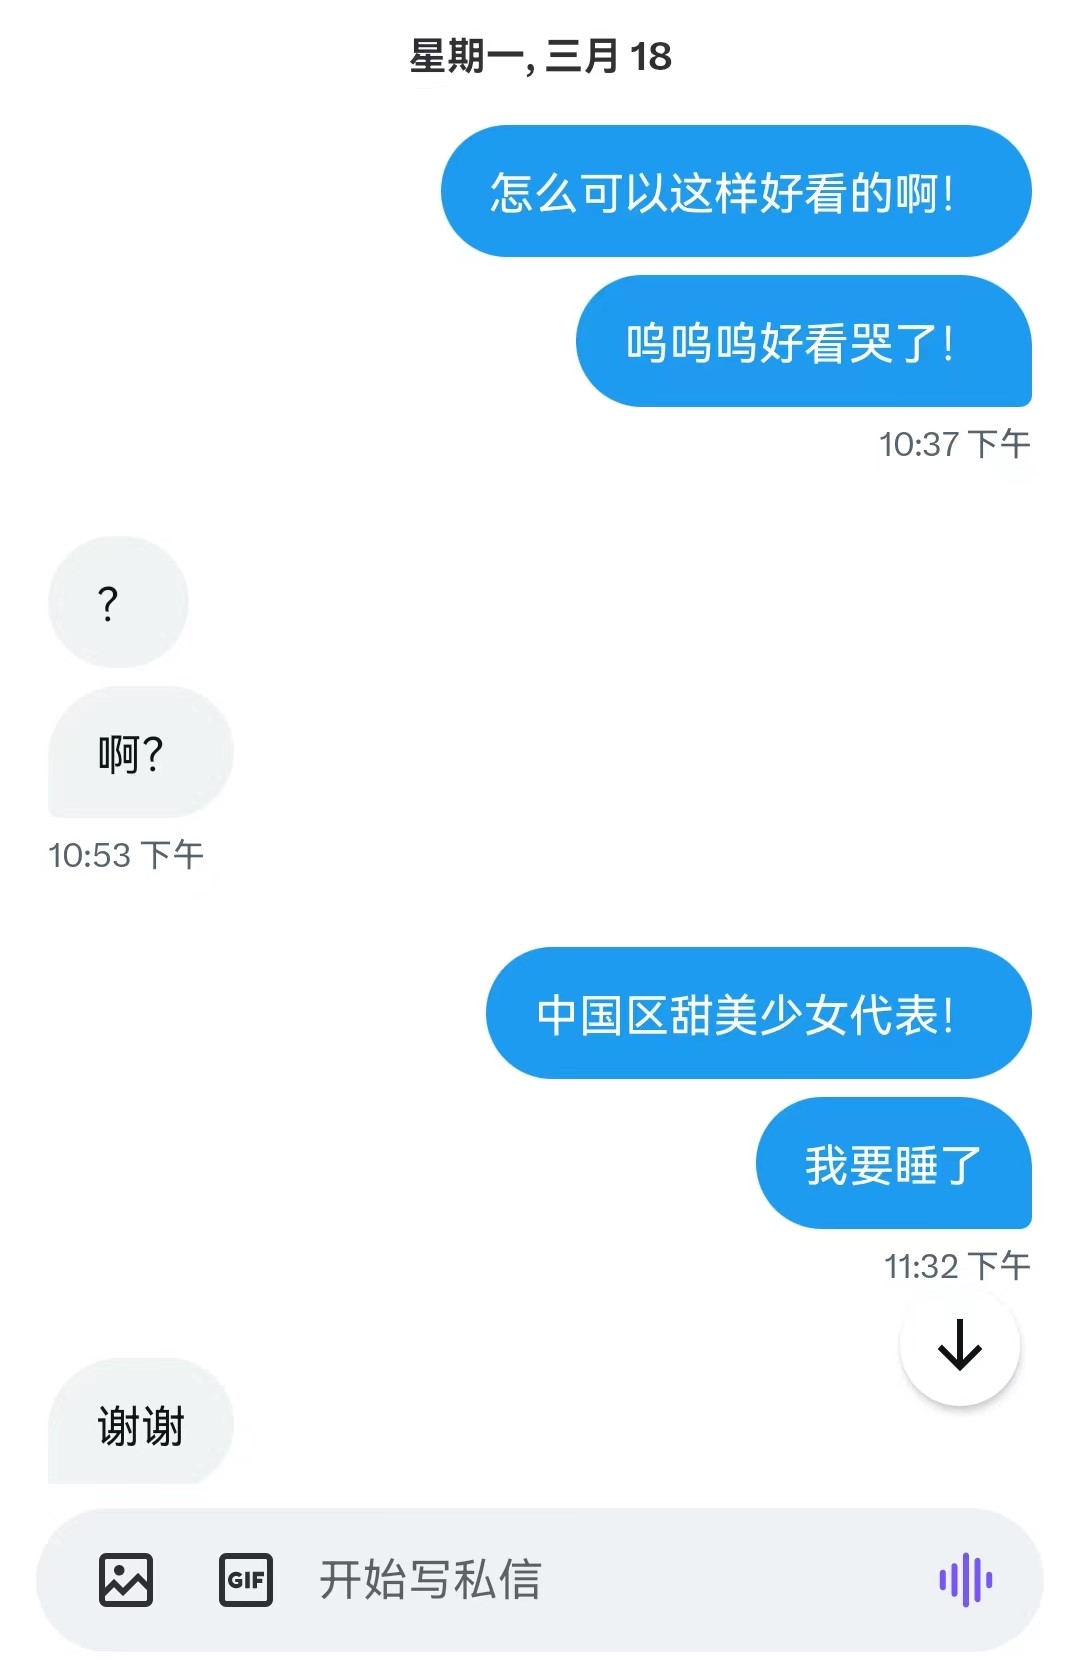 星期一, 三月 18
怎么可以这样好看的啊！
呜呜呜好看哭了！
10:37 下午
？
啊？
10:53 下午
中国区甜美少女代表！
我要睡了
11:32 下午
谢谢
GIF 开始写私信